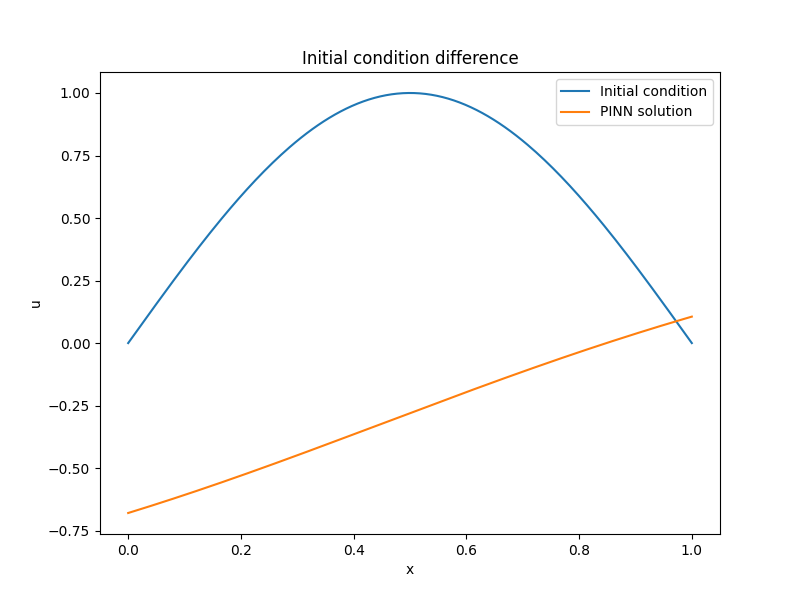 Initial condition difference
Initial condition
PINN solution
1.00
0.75
0.50
0.25
0.00
−0.25
−0.50
−0.75
u
0.0 0.2 0.4 0.6 0.8 1.0
x